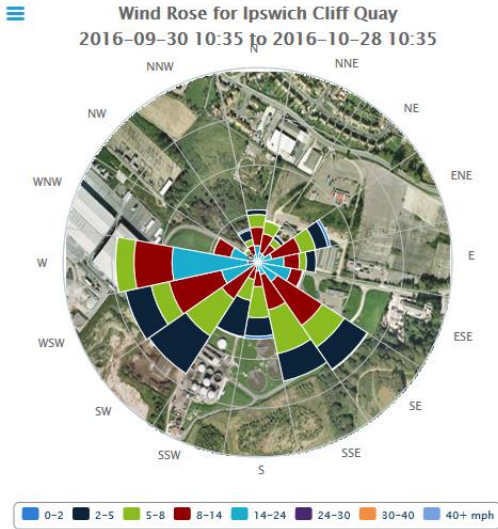 Wind Rose for Ipswich Cliff Quay
2016-09-30 10:35 to 2016-10-28 10:35
N
NNW
NNE
NW
NE
WNW
ENE
W
E
WSW
ESE
SW
SE
SSW
SSE
S
0-2 2-5 5-8 8-14 14-24 24-30 30-40 40+ mph